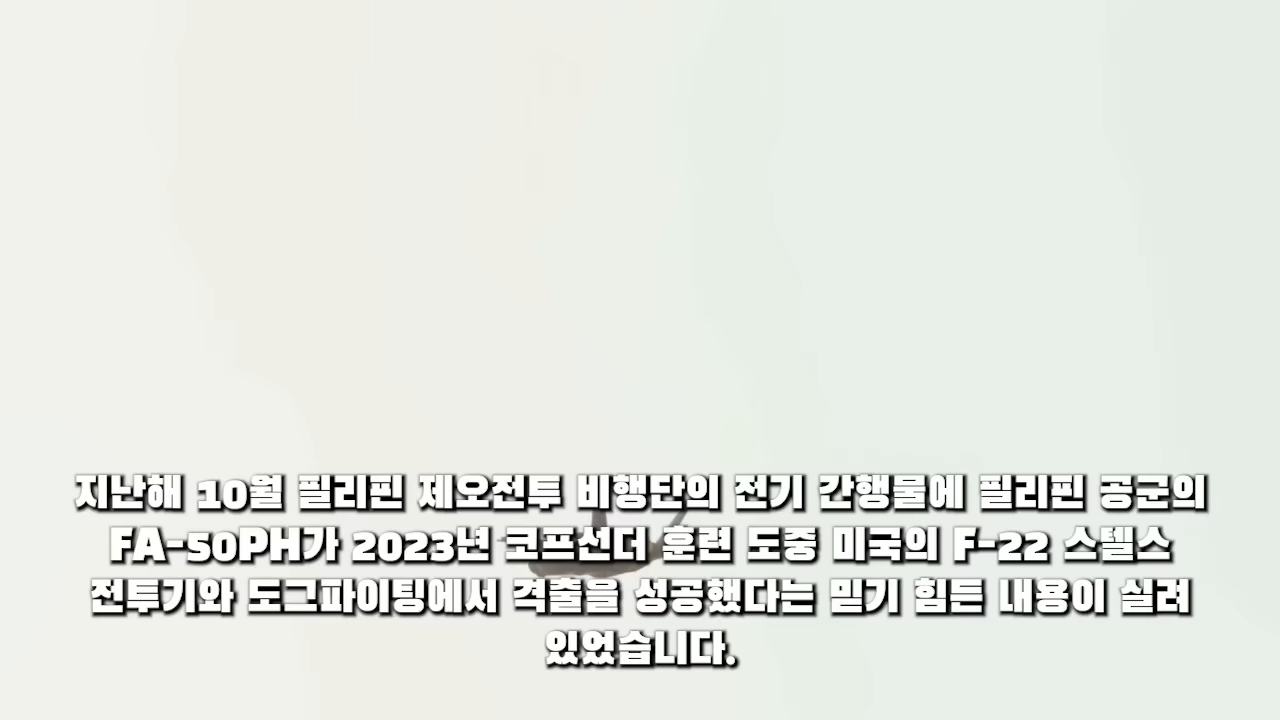 지난해 10월 필리핀 제오전투 비행단의 전기 간행물에 필리핀 공군의
FA-50PH가 2023년 코프선더 훈련 도중 미국의 F-22 스텔스
전투기와 도그파이팅에서 격출을 성공했다는 믿기 힘든 내용이 실려
있었습니다.